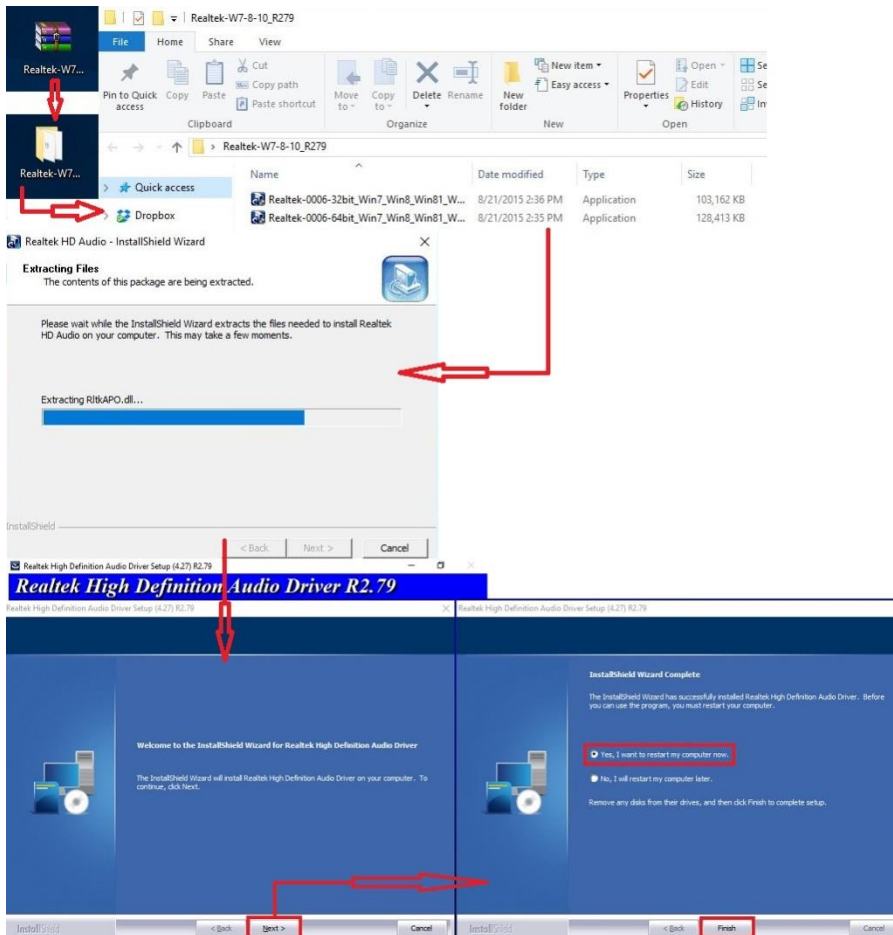 Realtek-W7-8-10_R279
File Home Share View
Realtek-W7...
Pin to Quick access
Copy
Paste
Cut
Copy path
Paste shortcut
Move to
Copy to
Delete
Rename
New folder
New item
Easy access
Properties
Open
Edit
History
Se
Se
In
Clipboard Organize New Open
Realtek-W7...
> Realtek-W7-8-10_R279
Quick access
Dropbox
Name Date modified Type Size
Realtek-0006-32bit_Win7_Win8_Win81_W... 8/21/2015 2:36 PM Application 103,162 KB
Realtek-0006-64bit_Win7_Win8_Win81_W... 8/21/2015 2:35 PM Application 128,413 KB
Realtek HD Audio - InstallShield Wizard
Extracting Files
The contents of this package are being extracted.
Please wait while the InstallShield Wizard extracts the files needed to install Realtek
HD Audio on your computer. This may take a few moments.
Extracting RltkAPO.dll...
InstallShield
< Back Next > Cancel
Realtek High Definition Audio Driver Setup (4.27) R2.79
Realtek High Definition Audio Driver R2.79
Realtek High Definition Audio Driver Setup (4.27) R2.79
Welcome to the InstallShield Wizard for Realtek High Definition Audio Driver
The InstallShield Wizard will install Realtek High Definition Audio Driver on your computer. To
continue, click Next.
InstallShield
< Back Next > Cancel
Realtek High Definition Audio Driver Setup (4.27) R2.79
InstallShield Wizard Complete
The InstallShield Wizard has successfully installed Realtek High Definition Audio Driver. Before
you can use the program, you must restart your computer.
Yes, I want to restart my computer now.
No, I will restart my computer later.
Remove any disks from their drives, and then click Finish to complete setup.
InstallShield
< Back Finish Cancel